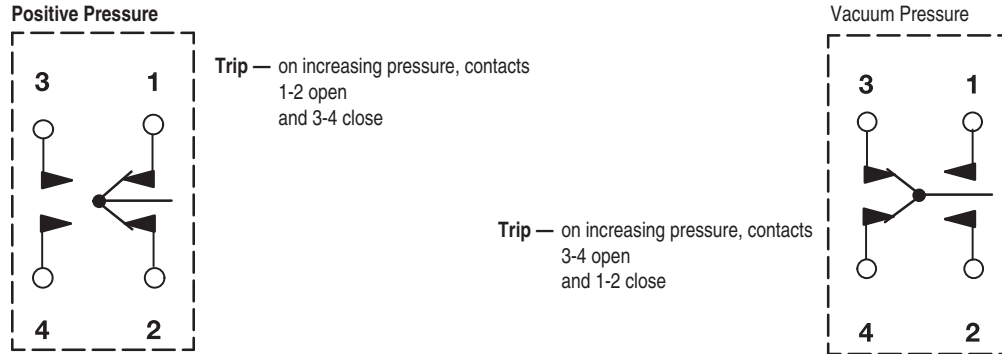 Positive Pressure
3 1
Trip — on increasing pressure, contacts
1-2 open
and 3-4 close
4 2
Vacuum Pressure
3 1
Trip — on increasing pressure, contacts
3-4 open
and 1-2 close
4 2